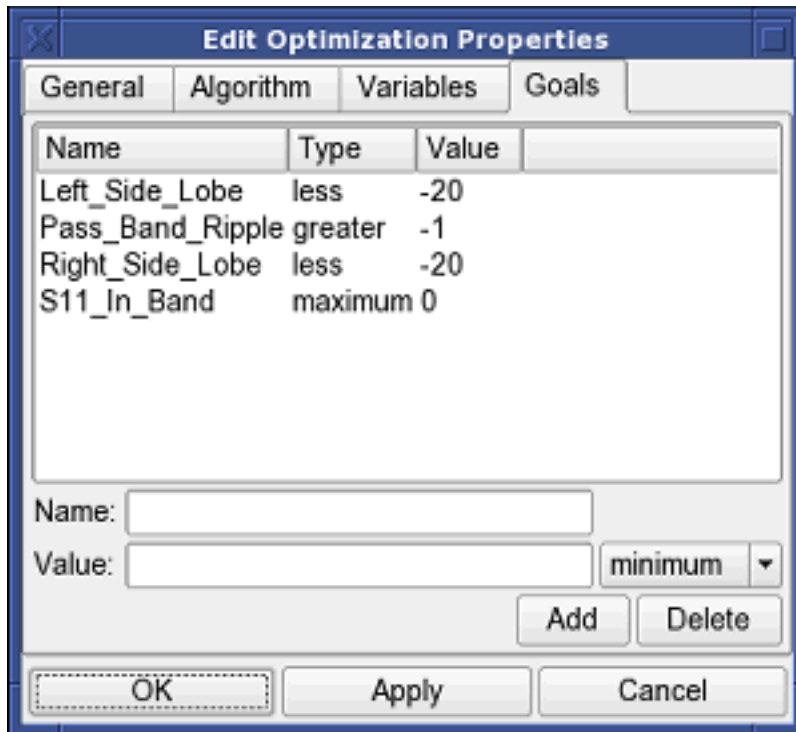 Edit Optimization Properties
General Algorithm Variables Goals
Name Type Value
Left_Side_Lobe less -20
Pass_Band_Ripple greater -1
Right_Side_Lobe less -20
S11_In_Band maximum 0
Name:
Value: minimum
Add Delete
OK Apply Cancel